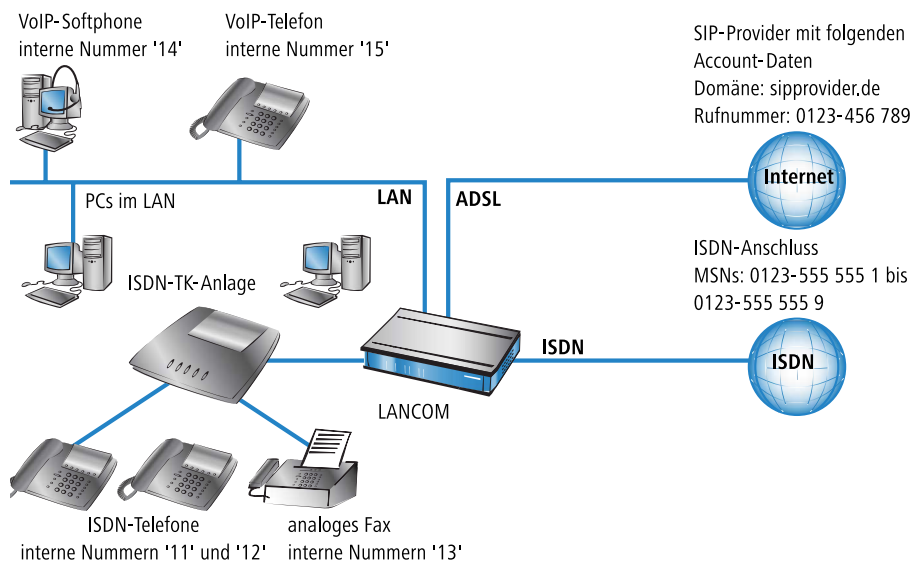 VoIP-Softphone
interne Nummer '14'
VoIP-Telefon
interne Nummer '15'
SIP-Provider mit folgenden
Account-Daten
Domäne: sipprovider.de
Rufnummer: 0123-456 789
Internet
PCs im LAN
LAN
ADSL
ISDN-Anschluss
MSNs: 0123-555 555 1 bis
0123-555 555 9
ISDN-TK-Anlage
ISDN
ISDN
LANCOM
ISDN-Telefone
interne Nummern '11' und '12'
analoges Fax
interne Nummern '13'